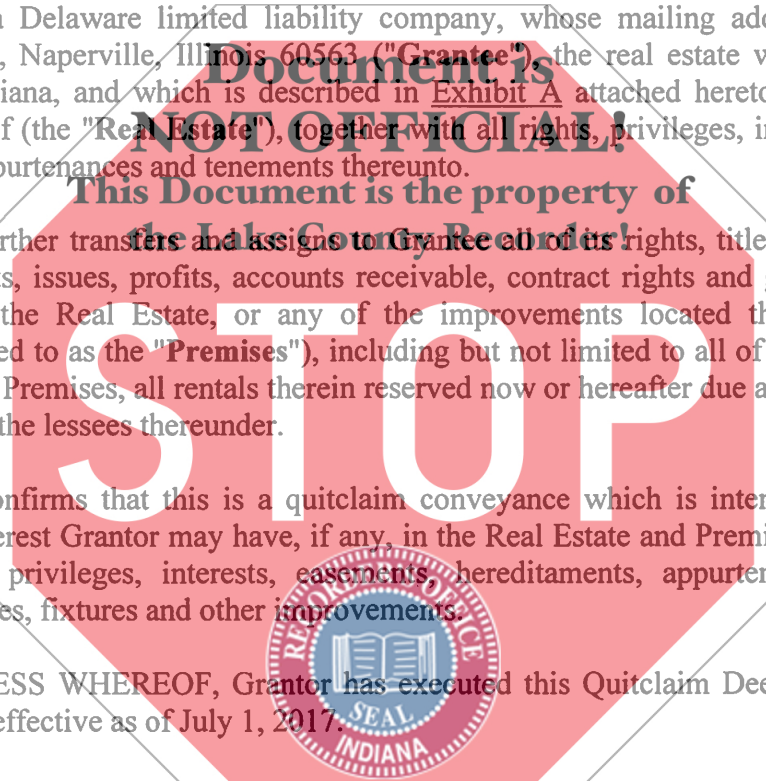 a Delaware limited liability company, whose mailing add
, Naperville, Illinois 60563 ("Grantee"), the real estate w
Document is
iana, and which is described in Exhibit A attached hereto
f (the "Real Estate"), together with all rights, privileges, in
NOT OFFICIAL!
purtenances and tenements thereunto.
This Document is the property of
the Lake County Recorder!
rther transfers and assigns to Grantee all of its rights, title
ts, issues, profits, accounts receivable, contract rights and g
the Real Estate, or any of the improvements located th
ed to as the "Premises"), including but not limited to all of
Premises, all rentals therein reserved now or hereafter due a
the lessees thereunder.
STOP
onfirms that this is a quitclaim conveyance which is inten
erest Grantor may have, if any, in the Real Estate and Premi
privileges, interests, easements, hereditaments, appurten
es, fixtures and other improvements.
RECORDER'S OFFICE
ESS WHEREOF, Grantor has executed this Quitclaim Dee
effective as of July 1, 2017.
SEAL
INDIANA